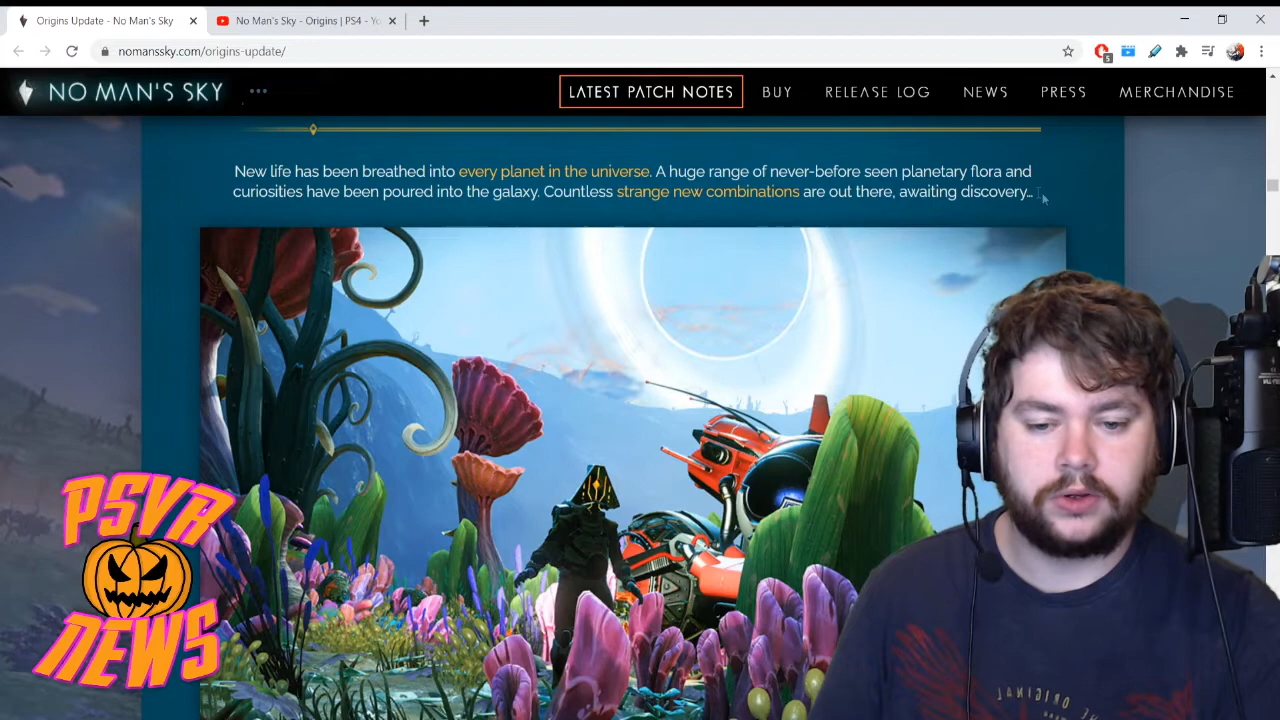 Origins Update - No Man's Sky
No Man's Sky - Origins | PS4 - Yo
nomanssky.com/origins-update/
5
NO MAN'S SKY
LATEST PATCH NOTES
BUY
RELEASE LOG
NEWS
PRESS
MERCHANDISE
New life has been breathed into every planet in the universe. A huge range of never-before seen planetary flora and
curiosities have been poured into the galaxy. Countless strange new combinations are out there, awaiting discovery...
PSVR
NEWS
ORIGINAL